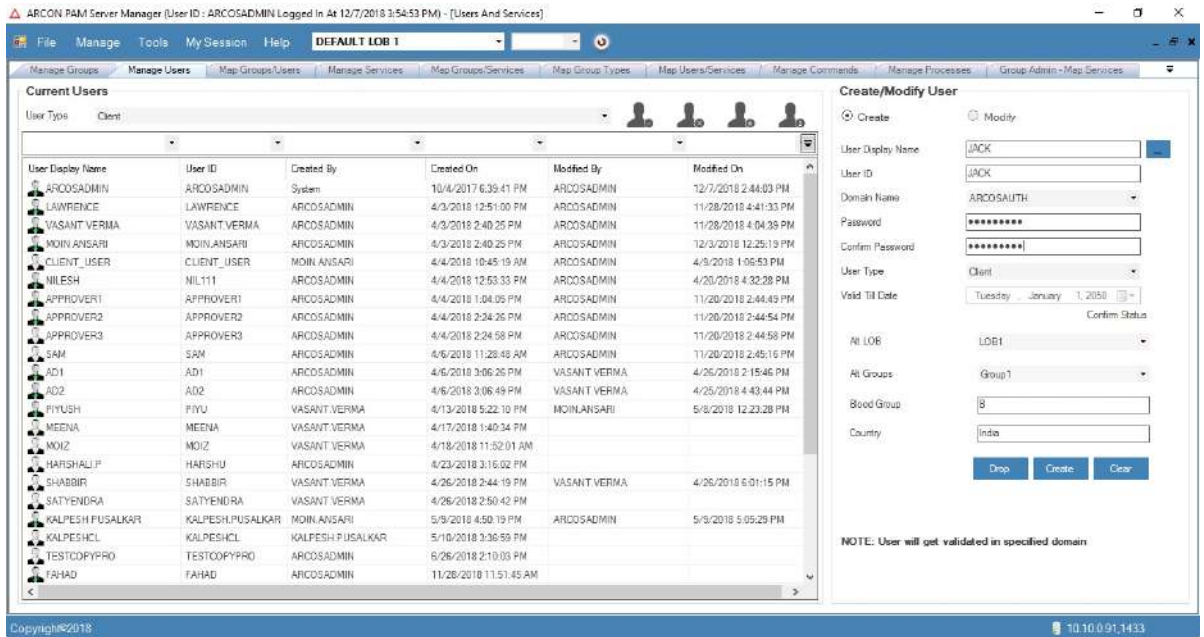 ARCON PAM Server Manager (User ID : ARCOSADMIN Logged In At 12/7/2018 3:54:53 PM) - [Users And Services]
File Manage Tools My Session Help DEFAULT LOB 1
Manage Groups Manage Users Map Groups/Users Manage Services Map Groups/Services Map Group Types Map Users/Services Manage Commands Manage Processes Group Admin - Map Services
Current Users
User Type Client
User Display Name User ID Created By Created On Modified By Modified On
ARCOSADMIN ARCOSADMIN System 10/4/2017 6:39:41 PM ARCOSADMIN 12/7/2018 2:44:03 PM
LAWRENCE LAWRENCE ARCOSADMIN 4/3/2018 12:51:00 PM ARCOSADMIN 11/28/2018 4:41:33 PM
VASANT.VERMA VASANT.VERMA ARCOSADMIN 4/3/2018 2:40:25 PM ARCOSADMIN 11/28/2018 4:04:39 PM
MOIN.ANSARI MOIN.ANSARI ARCOSADMIN 4/3/2018 2:40:25 PM ARCOSADMIN 12/3/2018 12:25:19 PM
CLIENT_USER CLIENT_USER MOIN.ANSARI 4/4/2018 10:45:19 AM ARCOSADMIN 4/9/2018 1:06:53 PM
NILESH NIL111 ARCOSADMIN 4/4/2018 12:53:33 PM ARCOSADMIN 4/20/2018 4:32:28 PM
APPROVER1 APPROVER1 ARCOSADMIN 4/4/2018 1:04:05 PM ARCOSADMIN 11/20/2018 2:44:49 PM
APPROVER2 APPROVER2 ARCOSADMIN 4/4/2018 2:24:26 PM ARCOSADMIN 11/20/2018 2:44:54 PM
APPROVER3 APPROVER3 ARCOSADMIN 4/4/2018 2:24:58 PM ARCOSADMIN 11/20/2018 2:44:58 PM
SAM SAM ARCOSADMIN 4/6/2018 11:28:48 AM ARCOSADMIN 11/20/2018 2:45:16 PM
AD1 AD1 ARCOSADMIN 4/6/2018 3:06:26 PM VASANT.VERMA 4/26/2018 2:15:46 PM
AD2 AD2 ARCOSADMIN 4/6/2018 3:06:49 PM VASANT.VERMA 4/25/2018 4:43:44 PM
PIYUSH PIYU VASANT.VERMA 4/13/2018 5:22:10 PM MOIN.ANSARI 5/8/2018 12:23:28 PM
MEENA MEENA VASANT.VERMA 4/17/2018 1:40:34 PM
MOIZ MOIZ VASANT.VERMA 4/18/2018 11:52:01 AM
HARSHALI.P HARSHU ARCOSADMIN 4/23/2018 3:16:02 PM
SHABBIR SHABBIR VASANT.VERMA 4/26/2018 2:44:19 PM VASANT.VERMA 4/26/2018 6:01:15 PM
SATYENDRA SATYENDRA VASANT.VERMA 4/26/2018 2:50:42 PM
KALPESH PUSALKAR KALPESH.PUSALKAR MOIN.ANSARI 5/9/2018 4:50:19 PM ARCOSADMIN 5/9/2018 5:05:29 PM
KALPESHCL KALPESHCL KALPESH PUSALKAR 5/10/2018 3:36:59 PM
TESTCOPYPRO TESTCOPYPRO ARCOSADMIN 6/26/2018 2:10:03 PM
FAHAD FAHAD ARCOSADMIN 11/28/2018 11:51:45 AM
Create/Modify User
Create Modify
User Display Name JACK
User ID JACK
Domain Name ARCOSAUTH
Password
Confirm Password
User Type Client
Valid Till Date Tuesday , January 1, 2050
Confirm Status
Alt LOB LOB1
Alt Groups Group1
Blood Group B
Country India
Drop Create Clear
NOTE: User will get validated in specified domain
Copyright©2018 10.10.0.91,1433